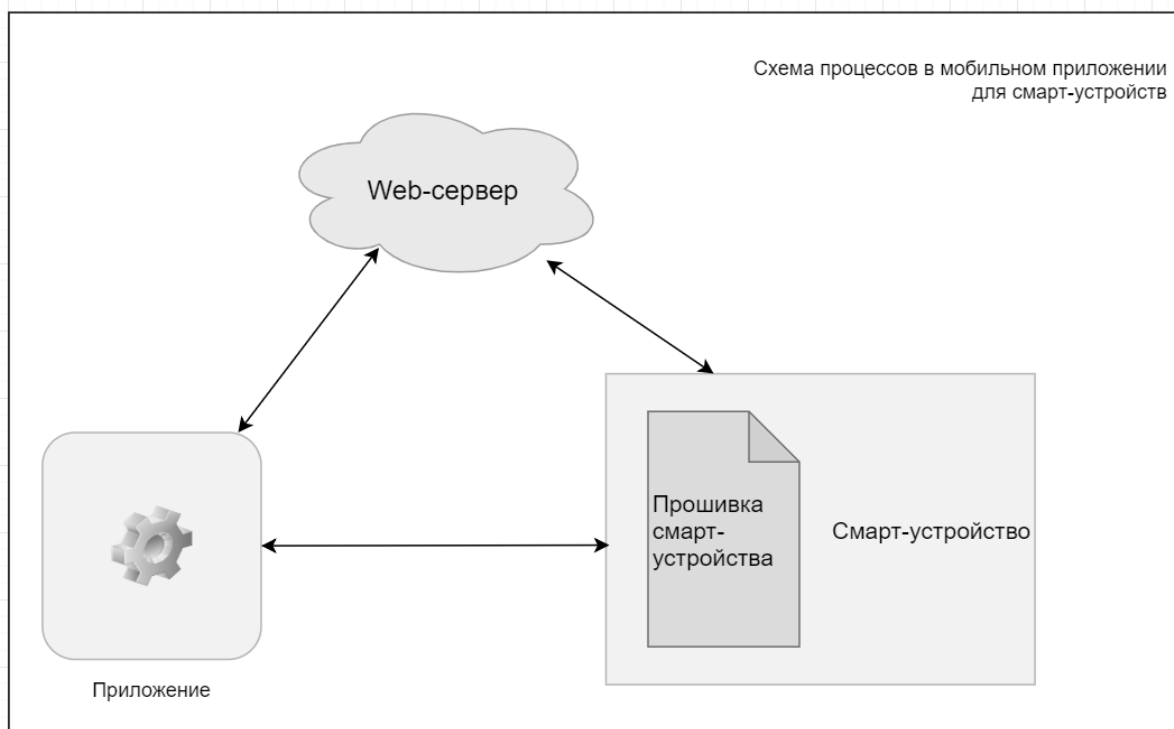 Схема процессов в мобильном приложении
для смарт-устройств
Web-сервер
Прошивка
смарт-
устройства
Смарт-устройство
Приложение